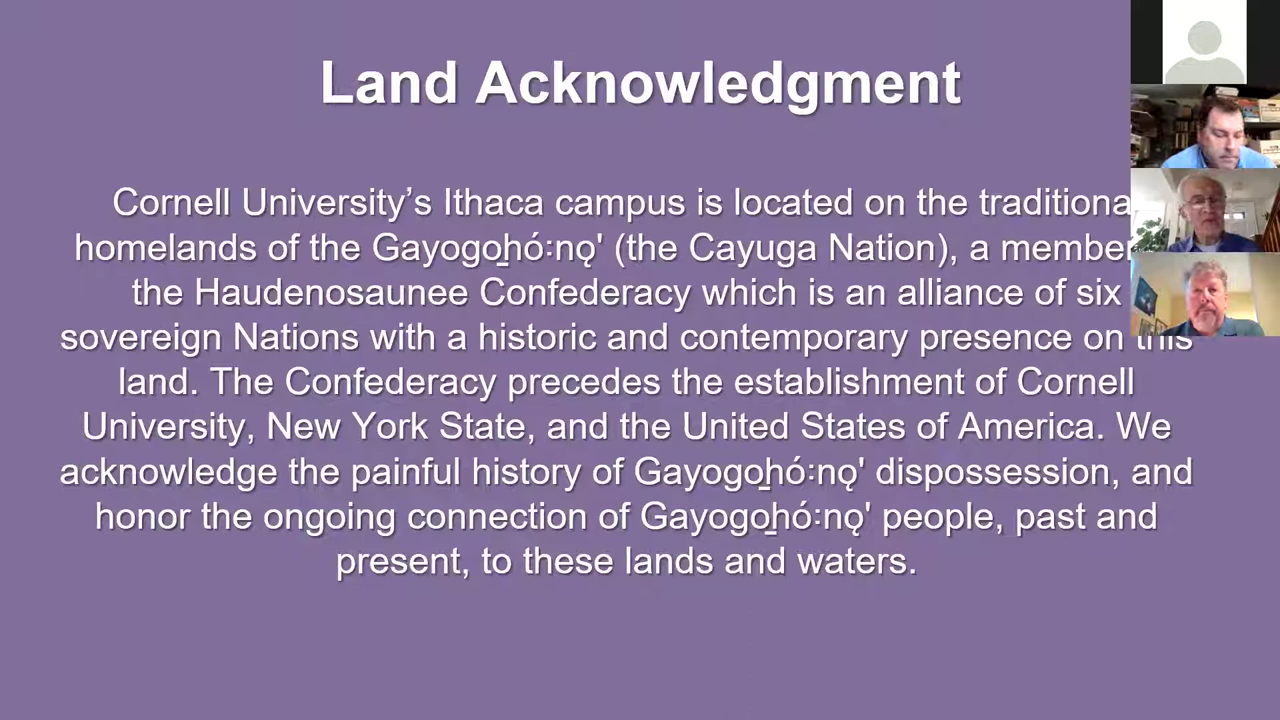 Land Acknowledgment
Cornell University’s Ithaca campus is located on the traditiona
homelands of the Gayogo̱hó:nǫ' (the Cayuga Nation), a member
the Haudenosaunee Confederacy which is an alliance of six
sovereign Nations with a historic and contemporary presence on this
land. The Confederacy precedes the establishment of Cornell
University, New York State, and the United States of America. We
acknowledge the painful history of Gayogo̱hó:nǫ' dispossession, and
honor the ongoing connection of Gayogo̱hó:nǫ' people, past and
present, to these lands and waters.